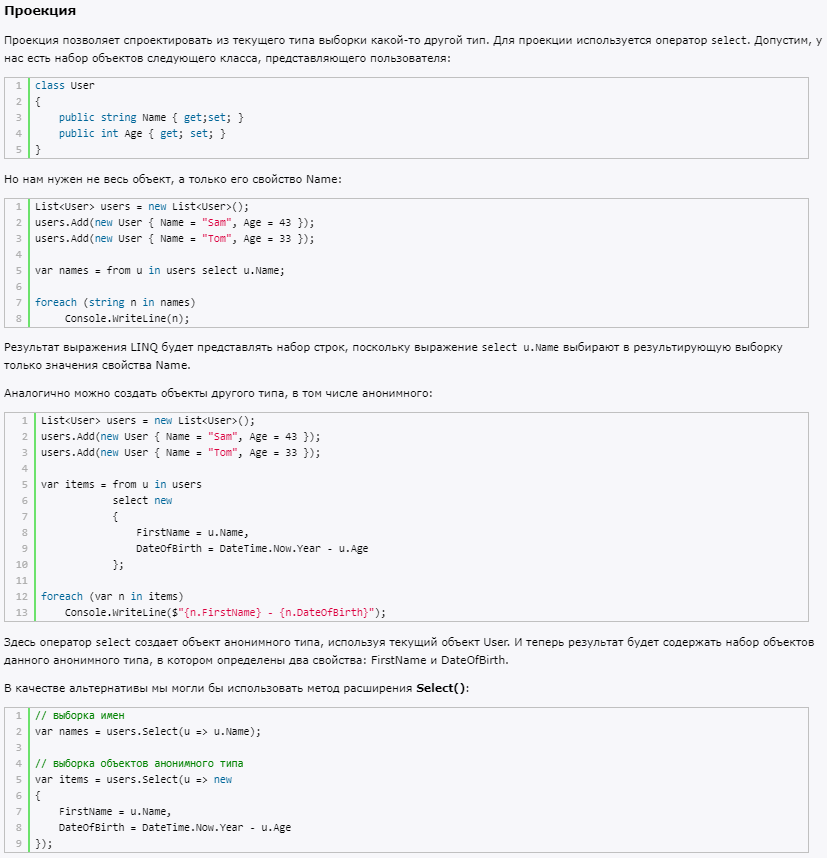 Проекция
Проекция позволяет спроектировать из текущего типа выборки какой-то другой тип. Для проекции используется оператор select. Допустим, у
нас есть набор объектов следующего класса, представляющего пользователя:
1 class User
2 {
3     public string Name { get;set; }
4     public int Age { get; set; }
5 }
Но нам нужен не весь объект, а только его свойство Name:
1 List<User> users = new List<User>();
2 users.Add(new User { Name = "Sam", Age = 43 });
3 users.Add(new User { Name = "Tom", Age = 33 });
4
5 var names = from u in users select u.Name;
6
7 foreach (string n in names)
8     Console.WriteLine(n);
Результат выражения LINQ будет представлять набор строк, поскольку выражение select u.Name выбирают в результирующую выборку
только значения свойства Name.
Аналогично можно создать объекты другого типа, в том числе анонимного:
1 List<User> users = new List<User>();
2 users.Add(new User { Name = "Sam", Age = 43 });
3 users.Add(new User { Name = "Tom", Age = 33 });
4
5 var items = from u in users
6             select new
7             {
8                 FirstName = u.Name,
9                 DateOfBirth = DateTime.Now.Year - u.Age
10             };
11
12 foreach (var n in items)
13     Console.WriteLine($"{n.FirstName} - {n.DateOfBirth}");
Здесь оператор select создает объект анонимного типа, используя текущий объект User. И теперь результат будет содержать набор объектов
данного анонимного типа, в котором определены два свойства: FirstName и DateOfBirth.
В качестве альтернативы мы могли бы использовать метод расширения Select():
1 // выборка имен
2 var names = users.Select(u => u.Name);
3
4 // выборка объектов анонимного типа
5 var items = users.Select(u => new
6 {
7     FirstName = u.Name,
8     DateOfBirth = DateTime.Now.Year - u.Age
9 });